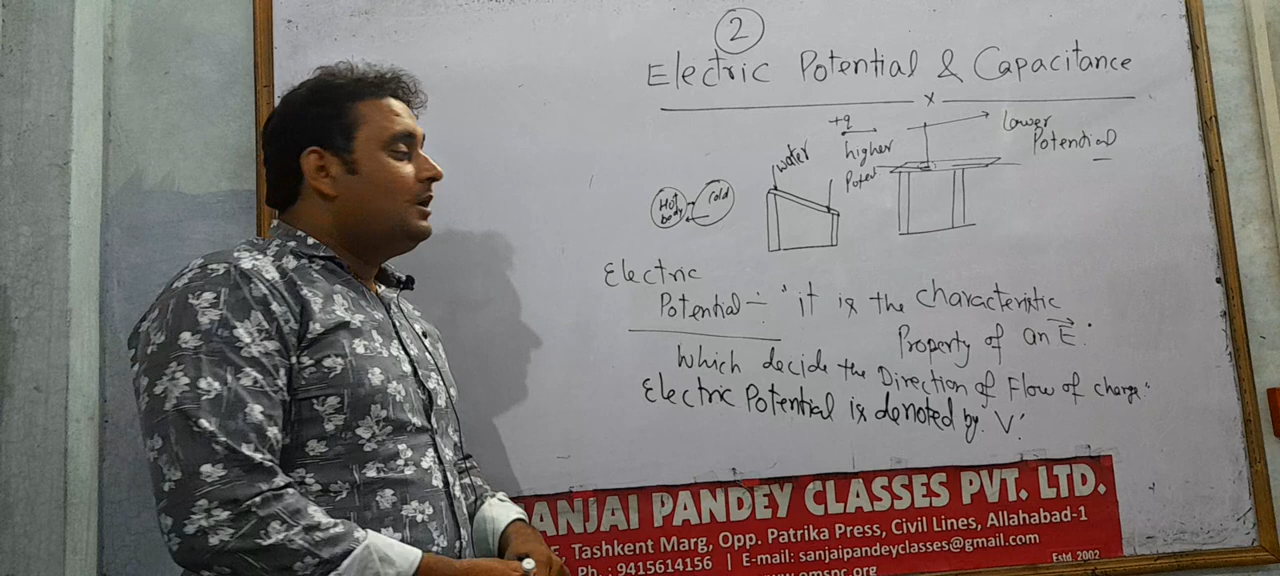 2
Electric Potential & Capacitance
x
+q
higher
Poten
lower
Potential
water
Hot
body
Cold
Electric
Potential :- "it is the characteristic
Property of an E.
Which decide the Direction of Flow of charge."
Electric Potential is denoted by 'V'.
ANJAI PANDEY CLASSES PVT. LTD.
E, Tashkent Marg, Opp. Patrika Press, Civil Lines, Allahabad-1
Ph. : 9415614156 | E-mail: sanjaipandeyclasses@gmail.com
Estd. 2002